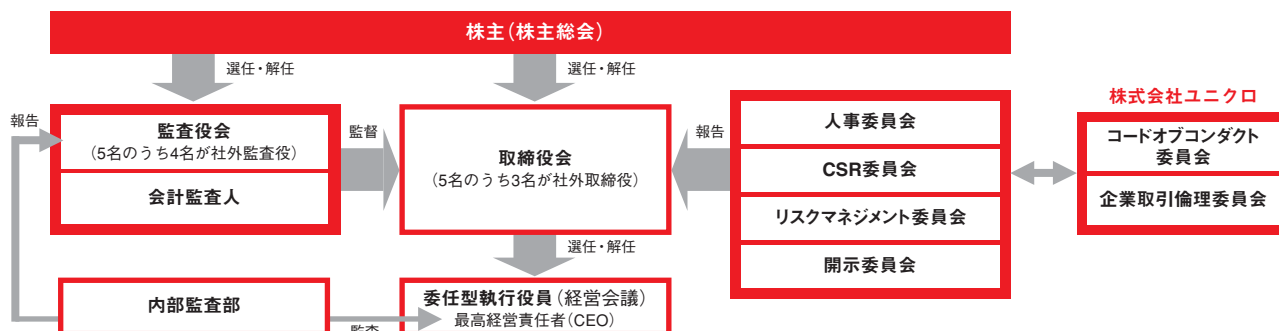 株主(株主総会)
選任・解任
選任・解任
株式会社ユニクロ
報告
監査役会
(5名のうち4名が社外監査役)
会計監査人
監督
取締役会
(5名のうち3名が社外取締役)
報告
人事委員会
CSR委員会
リスクマネジメント委員会
開示委員会
コードオブコンダクト
委員会
企業取引倫理委員会
選任・解任
内部監査部
監査
委任型執行役員(経営会議)
最高経営責任者(CEO)